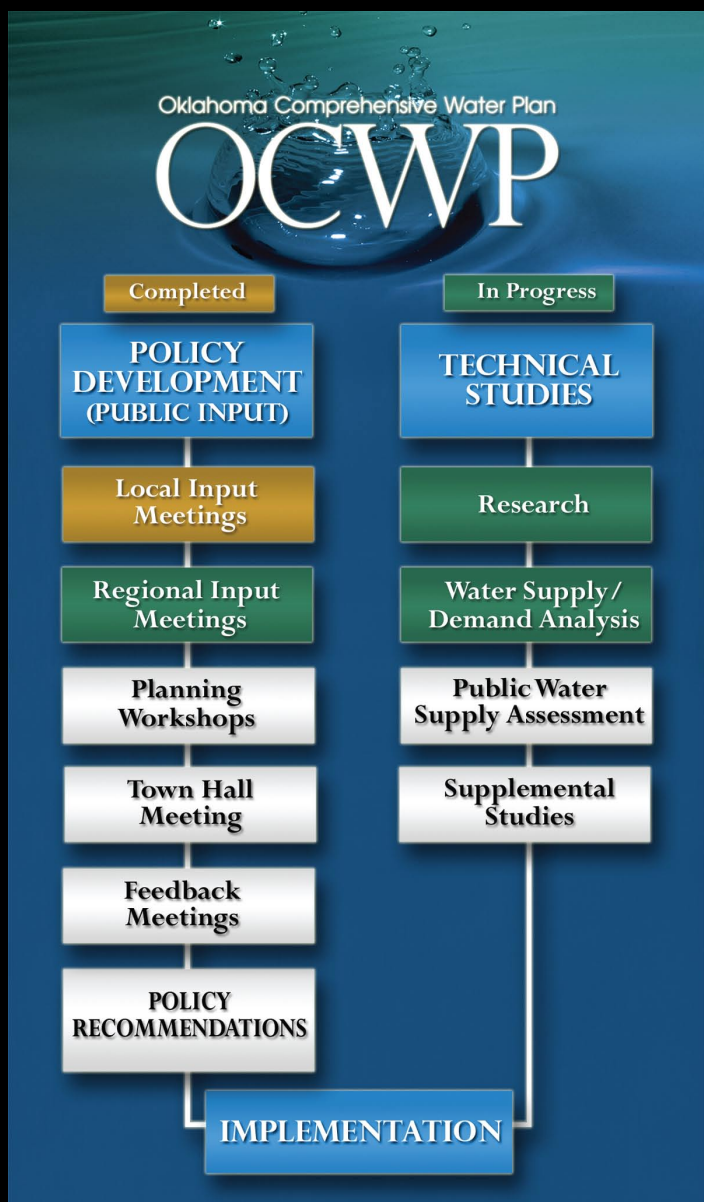 Oklahoma Comprehensive Water Plan
OCWP
Completed
In Progress
POLICY
DEVELOPMENT
(PUBLIC INPUT)
TECHNICAL
STUDIES
Local Input
Meetings
Research
Regional Input
Meetings
Water Supply/
Demand Analysis
Planning
Workshops
Public Water
Supply Assessment
Town Hall
Meeting
Supplemental
Studies
Feedback
Meetings
POLICY
RECOMMENDATIONS
IMPLEMENTATION